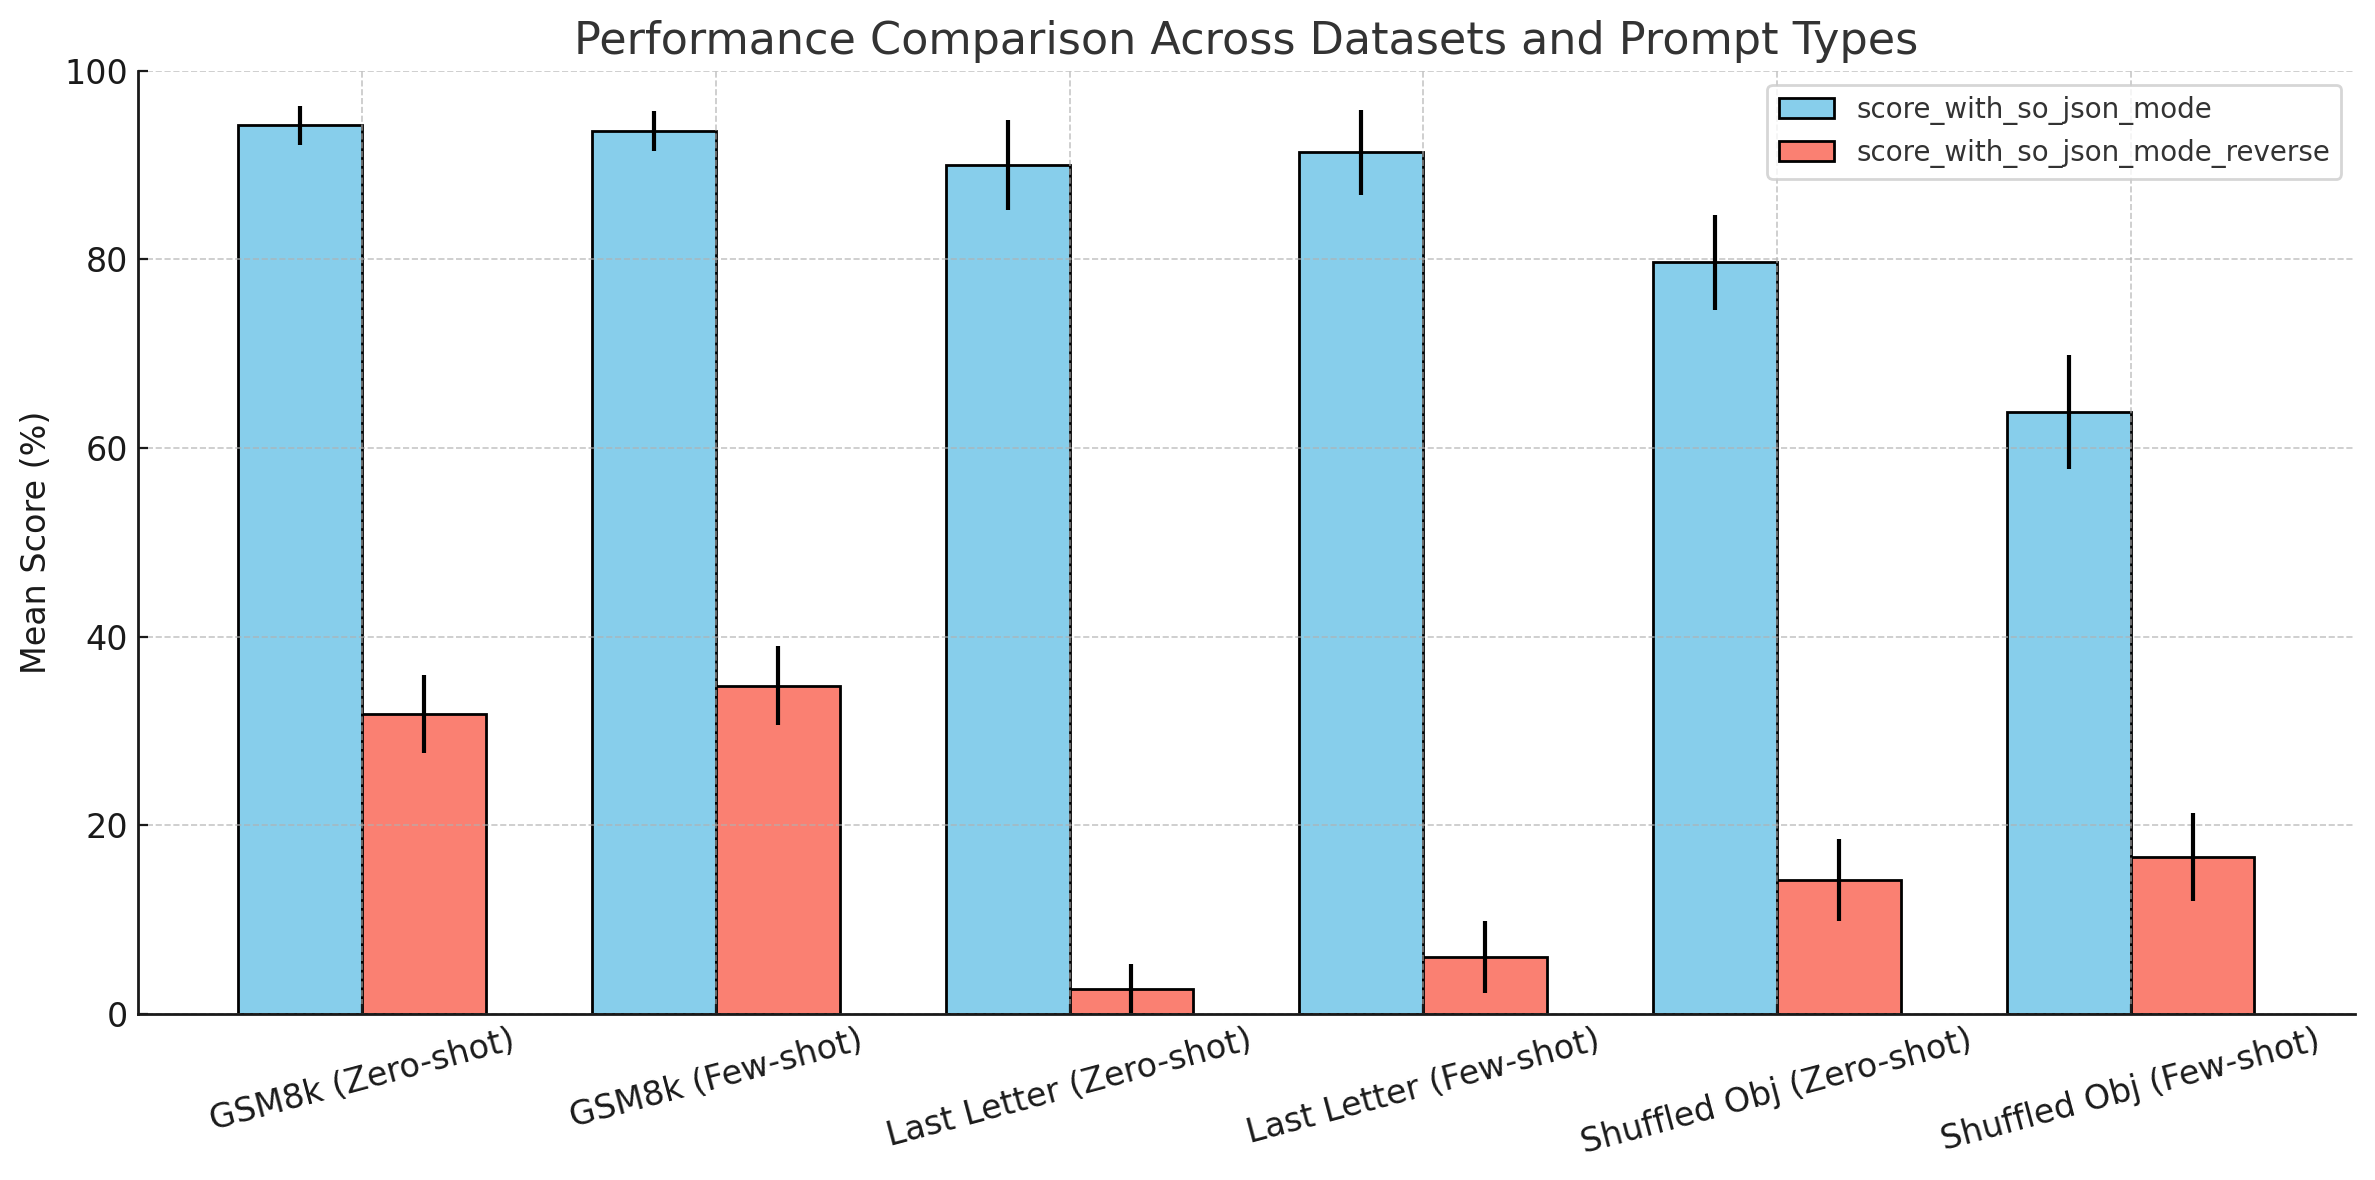 Performance Comparison Across Datasets and Prompt Types
Mean Score (%)
100
80
60
40
20
0
score_with_so_json_mode
score_with_so_json_mode_reverse
GSM8k (Zero-shot)
GSM8k (Few-shot)
Last Letter (Zero-shot)
Last Letter (Few-shot)
Shuffled Obj (Zero-shot)
Shuffled Obj (Few-shot)